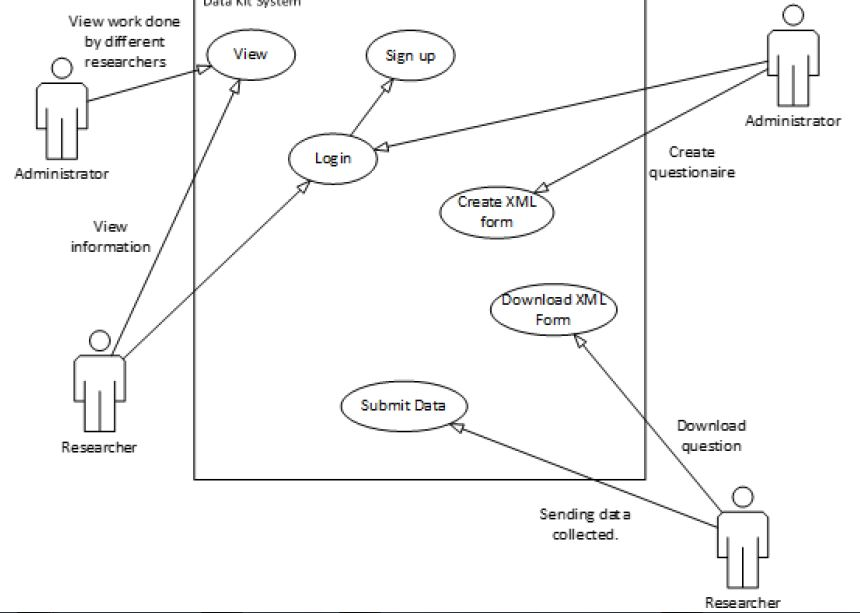 Data Kit System
View work done
by different
researchers
View
Sign up
Administrator
Administrator
Login
Create
questionaire
Create XML
form
View
information
Download XML
Form
Submit Data
Researcher
Download
question
Sending data
collected.
Researcher